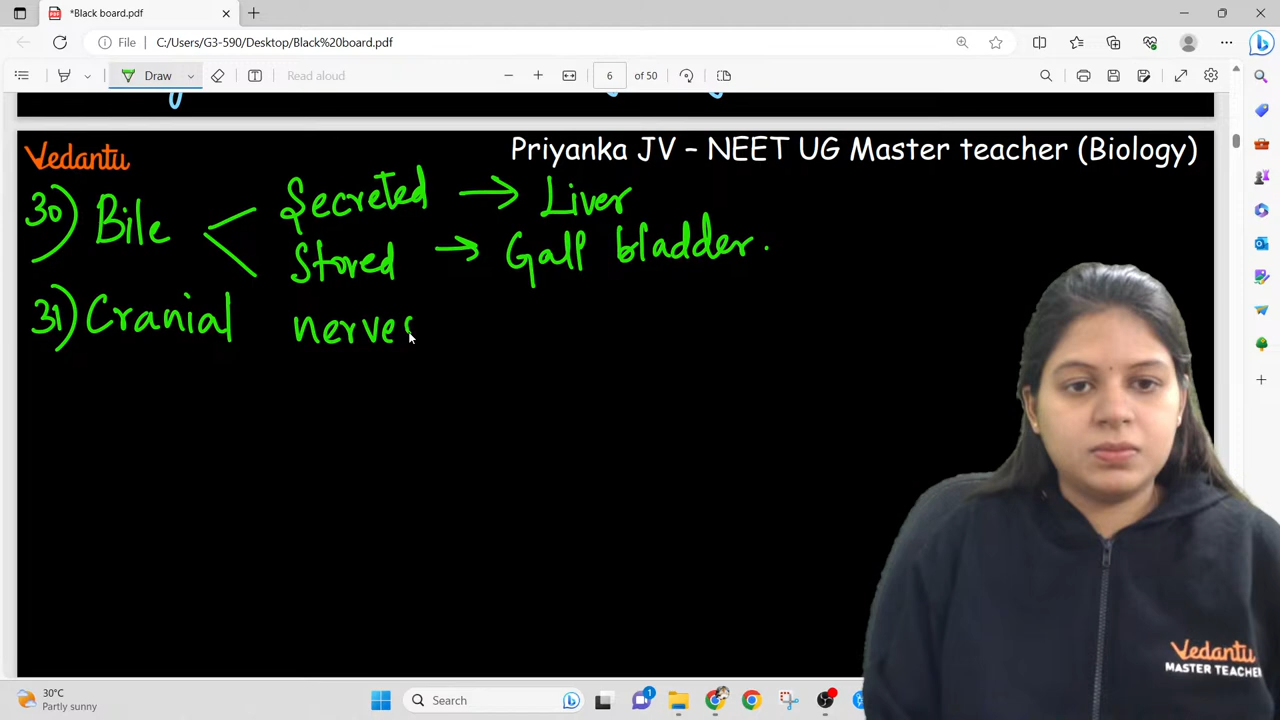 *Black board.pdf
File C:/Users/G3-590/Desktop/Black%20board.pdf
Draw Read aloud 6 of 50
Vedantu Priyanka JV – NEET UG Master teacher (Biology)
30) Bile < Secreted → Liver
Stored → Gall bladder.
31) Cranial nerves
Vedantu
MASTER TEACHER
30°C
Partly sunny
Search
1